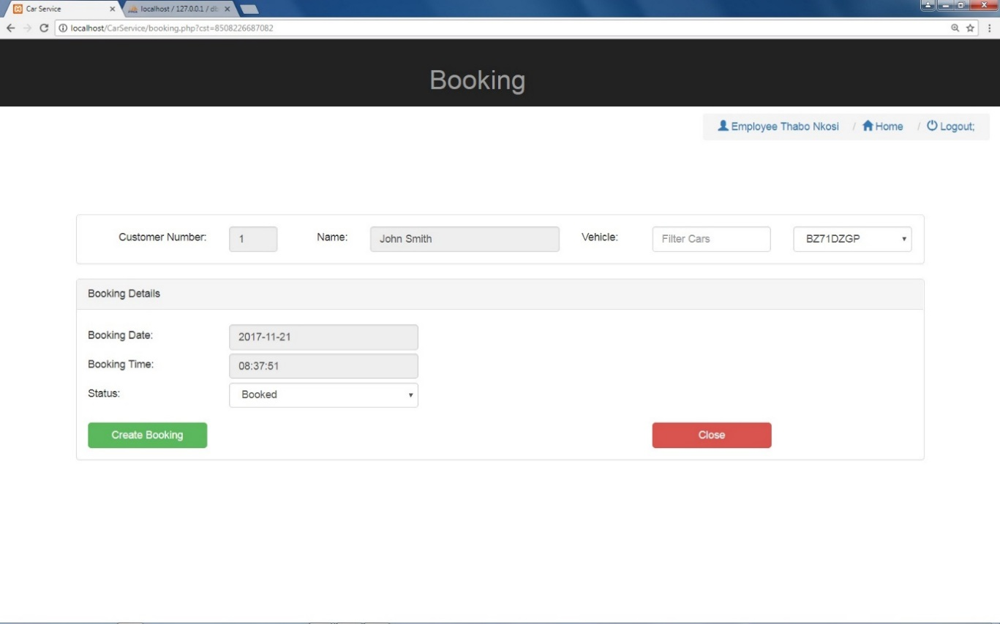 Car Service
localhost / 127.0.0.1 / db
localhost/CarService/booking.php?cst=8508226687082
Booking
Employee Thabo Nkosi / Home / Logout;
Customer Number: 1 Name: John Smith Vehicle: Filter Cars BZ71DZGP
Booking Details
Booking Date: 2017-11-21
Booking Time: 08:37:51
Status: Booked
Create Booking Close